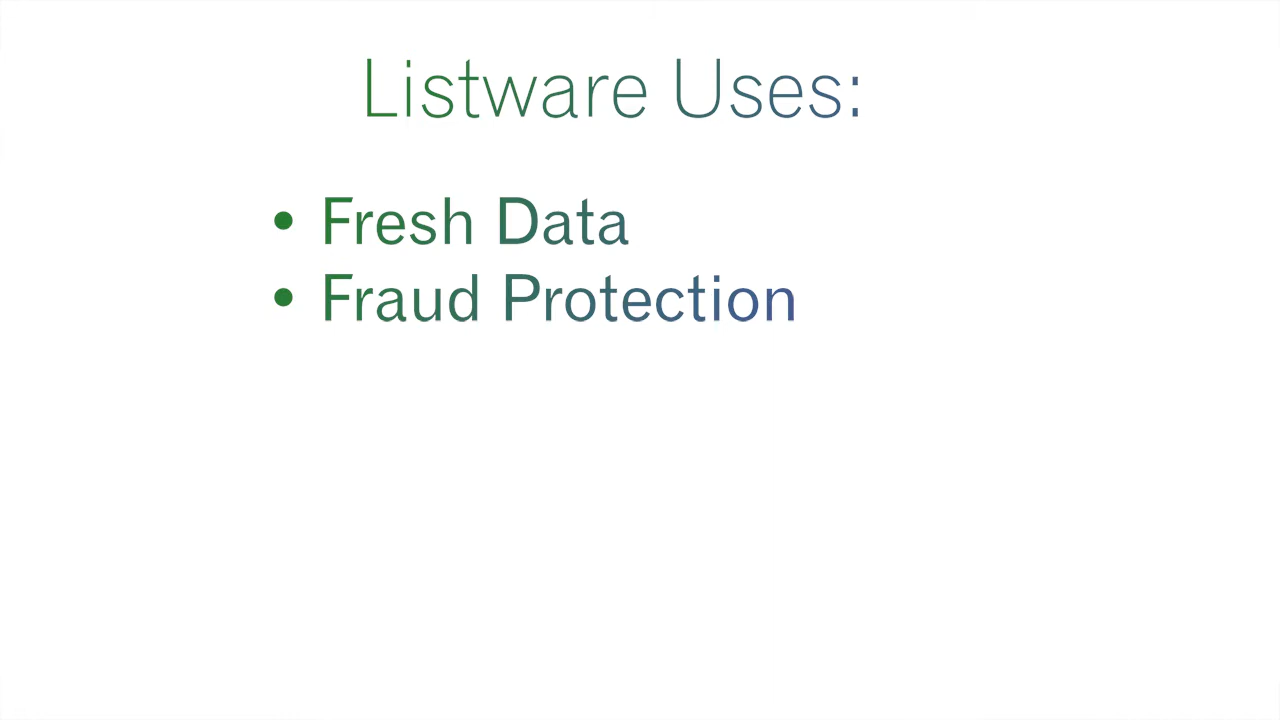 Listware Uses:
• Fresh Data
• Fraud Protection